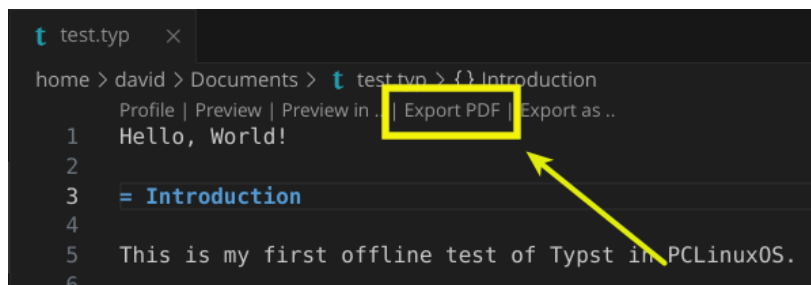 test.typ
home > david > Documents > test.typ > {} Introduction
Profile | Preview | Preview in .. | Export PDF | Export as ..
1 Hello, World!
2
3 = Introduction
4
5 This is my first offline test of Typst in PCLinuxOS.
6